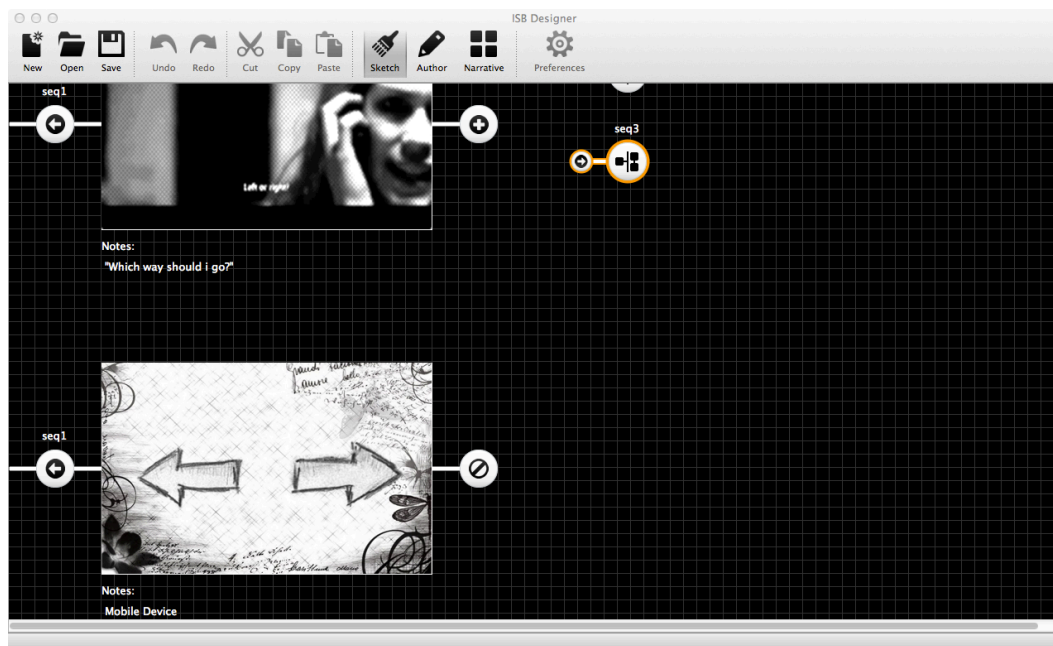 ISB Designer
New Open Save Undo Redo Cut Copy Paste Sketch Author Narrative Preferences
seq1
seq3
Left or right?
Notes:
"Which way should i go?"
seq1
Notes:
Mobile Device